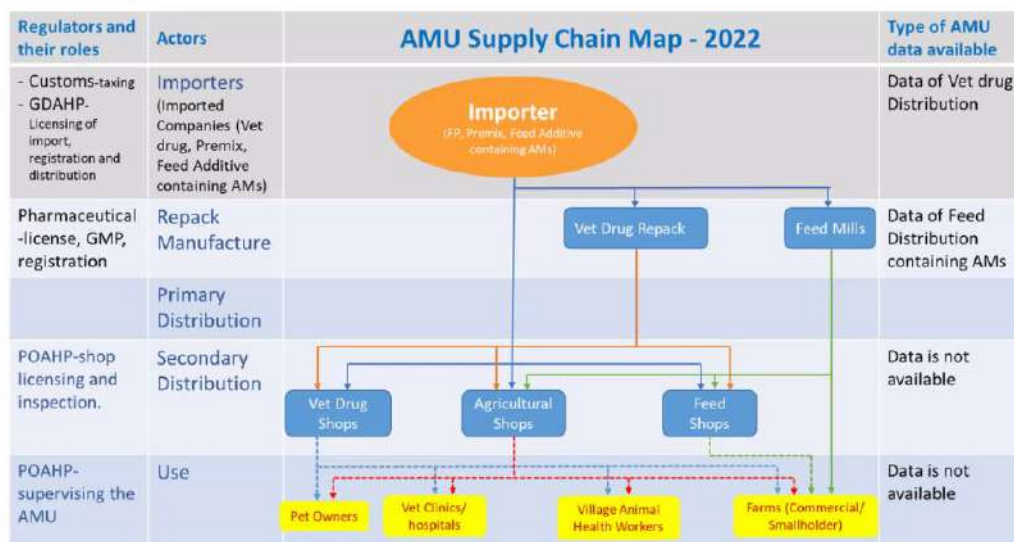 Regulators and
their roles
Actors
AMU Supply Chain Map - 2022
Type of AMU
data available
- Customs-taxing
- GDAHP-
Licensing of
import,
registration and
distribution
Importers
(Imported
Companies (Vet
drug, Premix,
Feed Additive
containing AMs)
Importer
(FP, Premix, Feed Additive
containing AMs)
Data of Vet drug
Distribution
Pharmaceutical
-license, GMP,
registration
Repack
Manufacture
Vet Drug Repack
Feed Mills
Data of Feed
Distribution
containing AMs
Primary
Distribution
POAHP-shop
licensing and
inspection.
Secondary
Distribution
Vet Drug
Shops
Agricultural
Shops
Feed
Shops
Data is not
available
POAHP-
supervising the
AMU
Use
Pet Owners
Vet Clinics/
hospitals
Village Animal
Health Workers
Farms (Commercial/
Smallholder)
Data is not
available